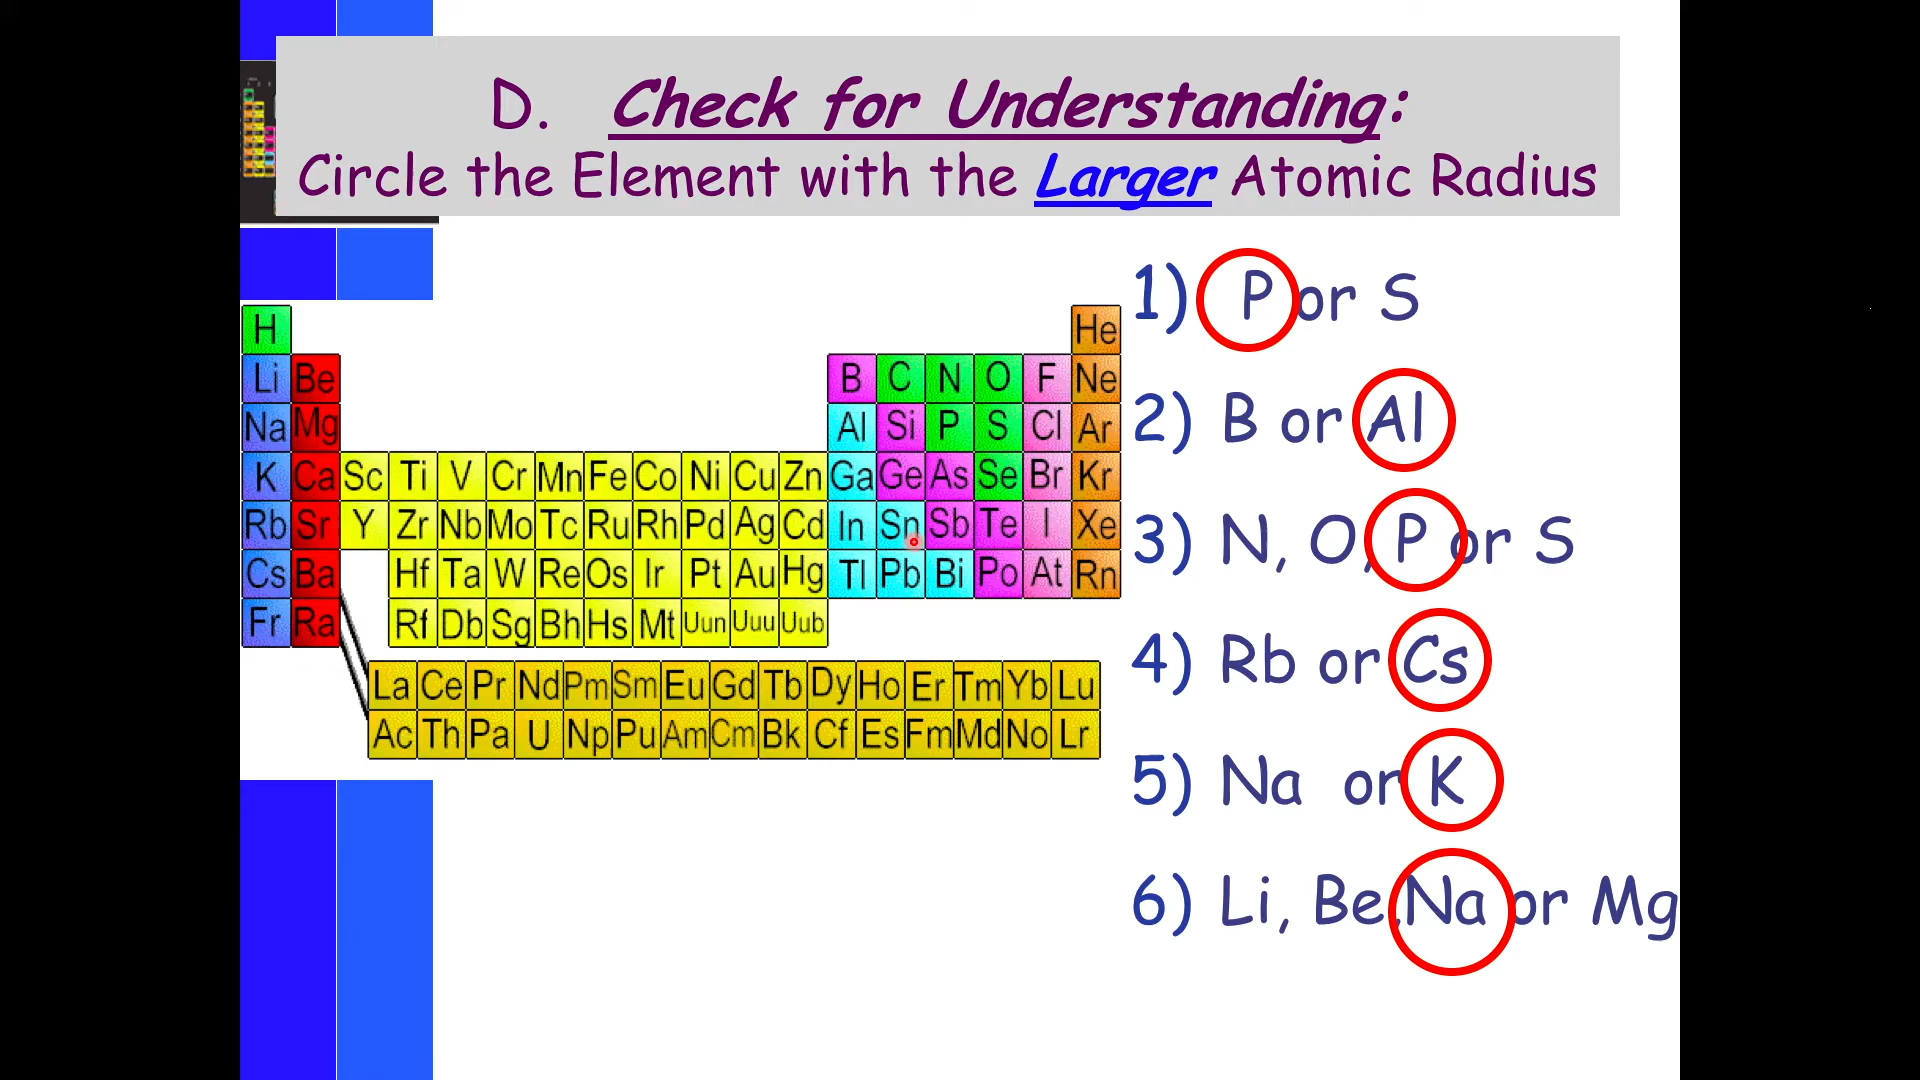 D. Check for Understanding:
Circle the Element with the Larger Atomic Radius
1) P or S
2) B or Al
3) N, O, P or S
4) Rb or Cs
5) Na or K
6) Li, Be, Na or Mg
H He
Li Be B C N O F Ne
Na Mg Al Si P S Cl Ar
K Ca Sc Ti V Cr Mn Fe Co Ni Cu Zn Ga Ge As Se Br Kr
Rb Sr Y Zr Nb Mo Tc Ru Rh Pd Ag Cd In Sn Sb Te I Xe
Cs Ba Hf Ta W Re Os Ir Pt Au Hg Tl Pb Bi Po At Rn
Fr Ra Rf Db Sg Bh Hs Mt Uun Uuu Uub
La Ce Pr Nd Pm Sm Eu Gd Tb Dy Ho Er Tm Yb Lu
Ac Th Pa U Np Pu Am Cm Bk Cf Es Fm Md No Lr